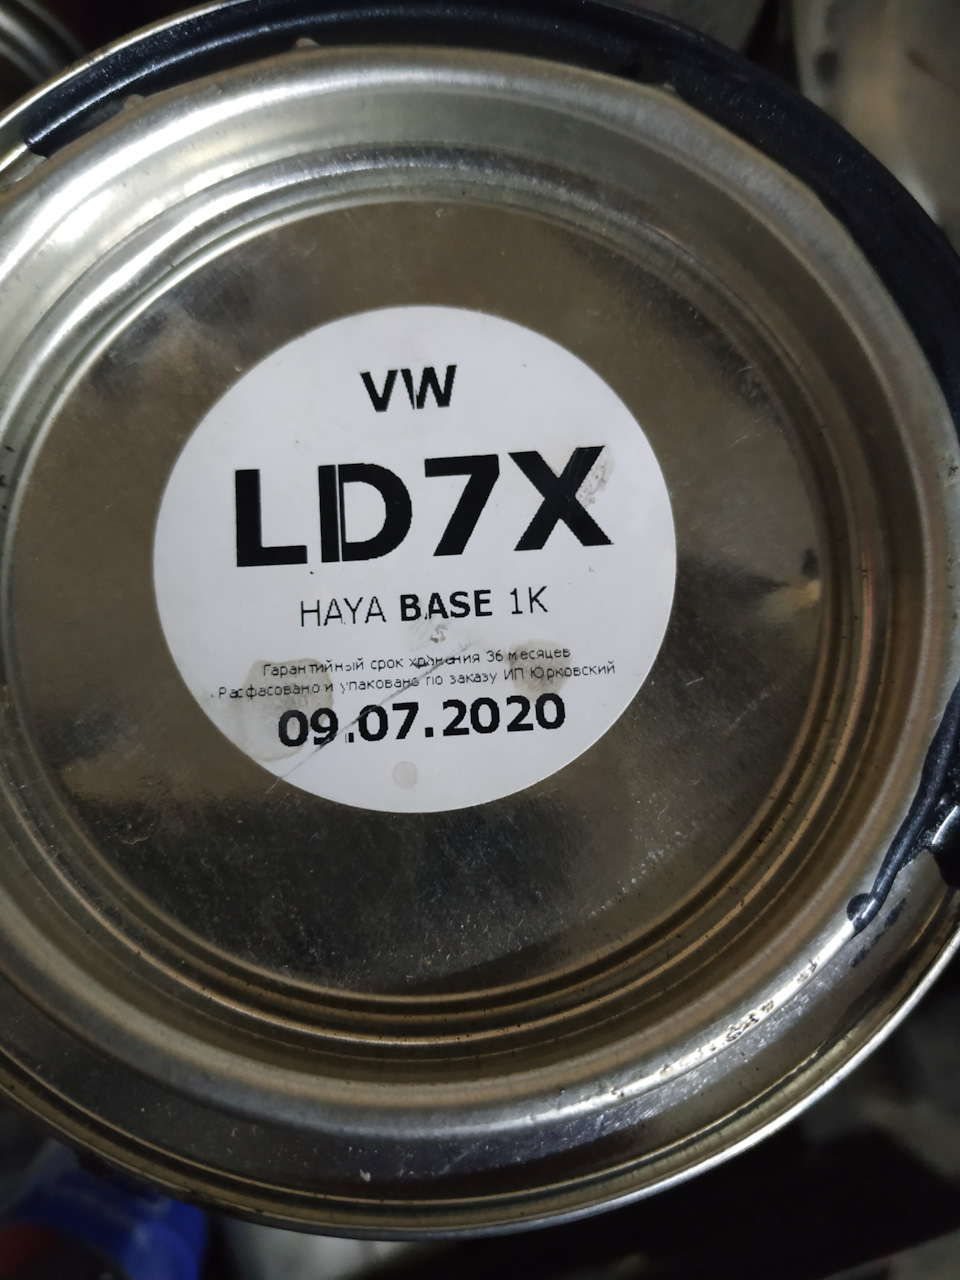 VW
LD7X
HAYA BASE 1K
Гарантийный срок хранения 36 месяцев
Расфасовано и упаковано по заказу ИП Юрковский
09.07.2020